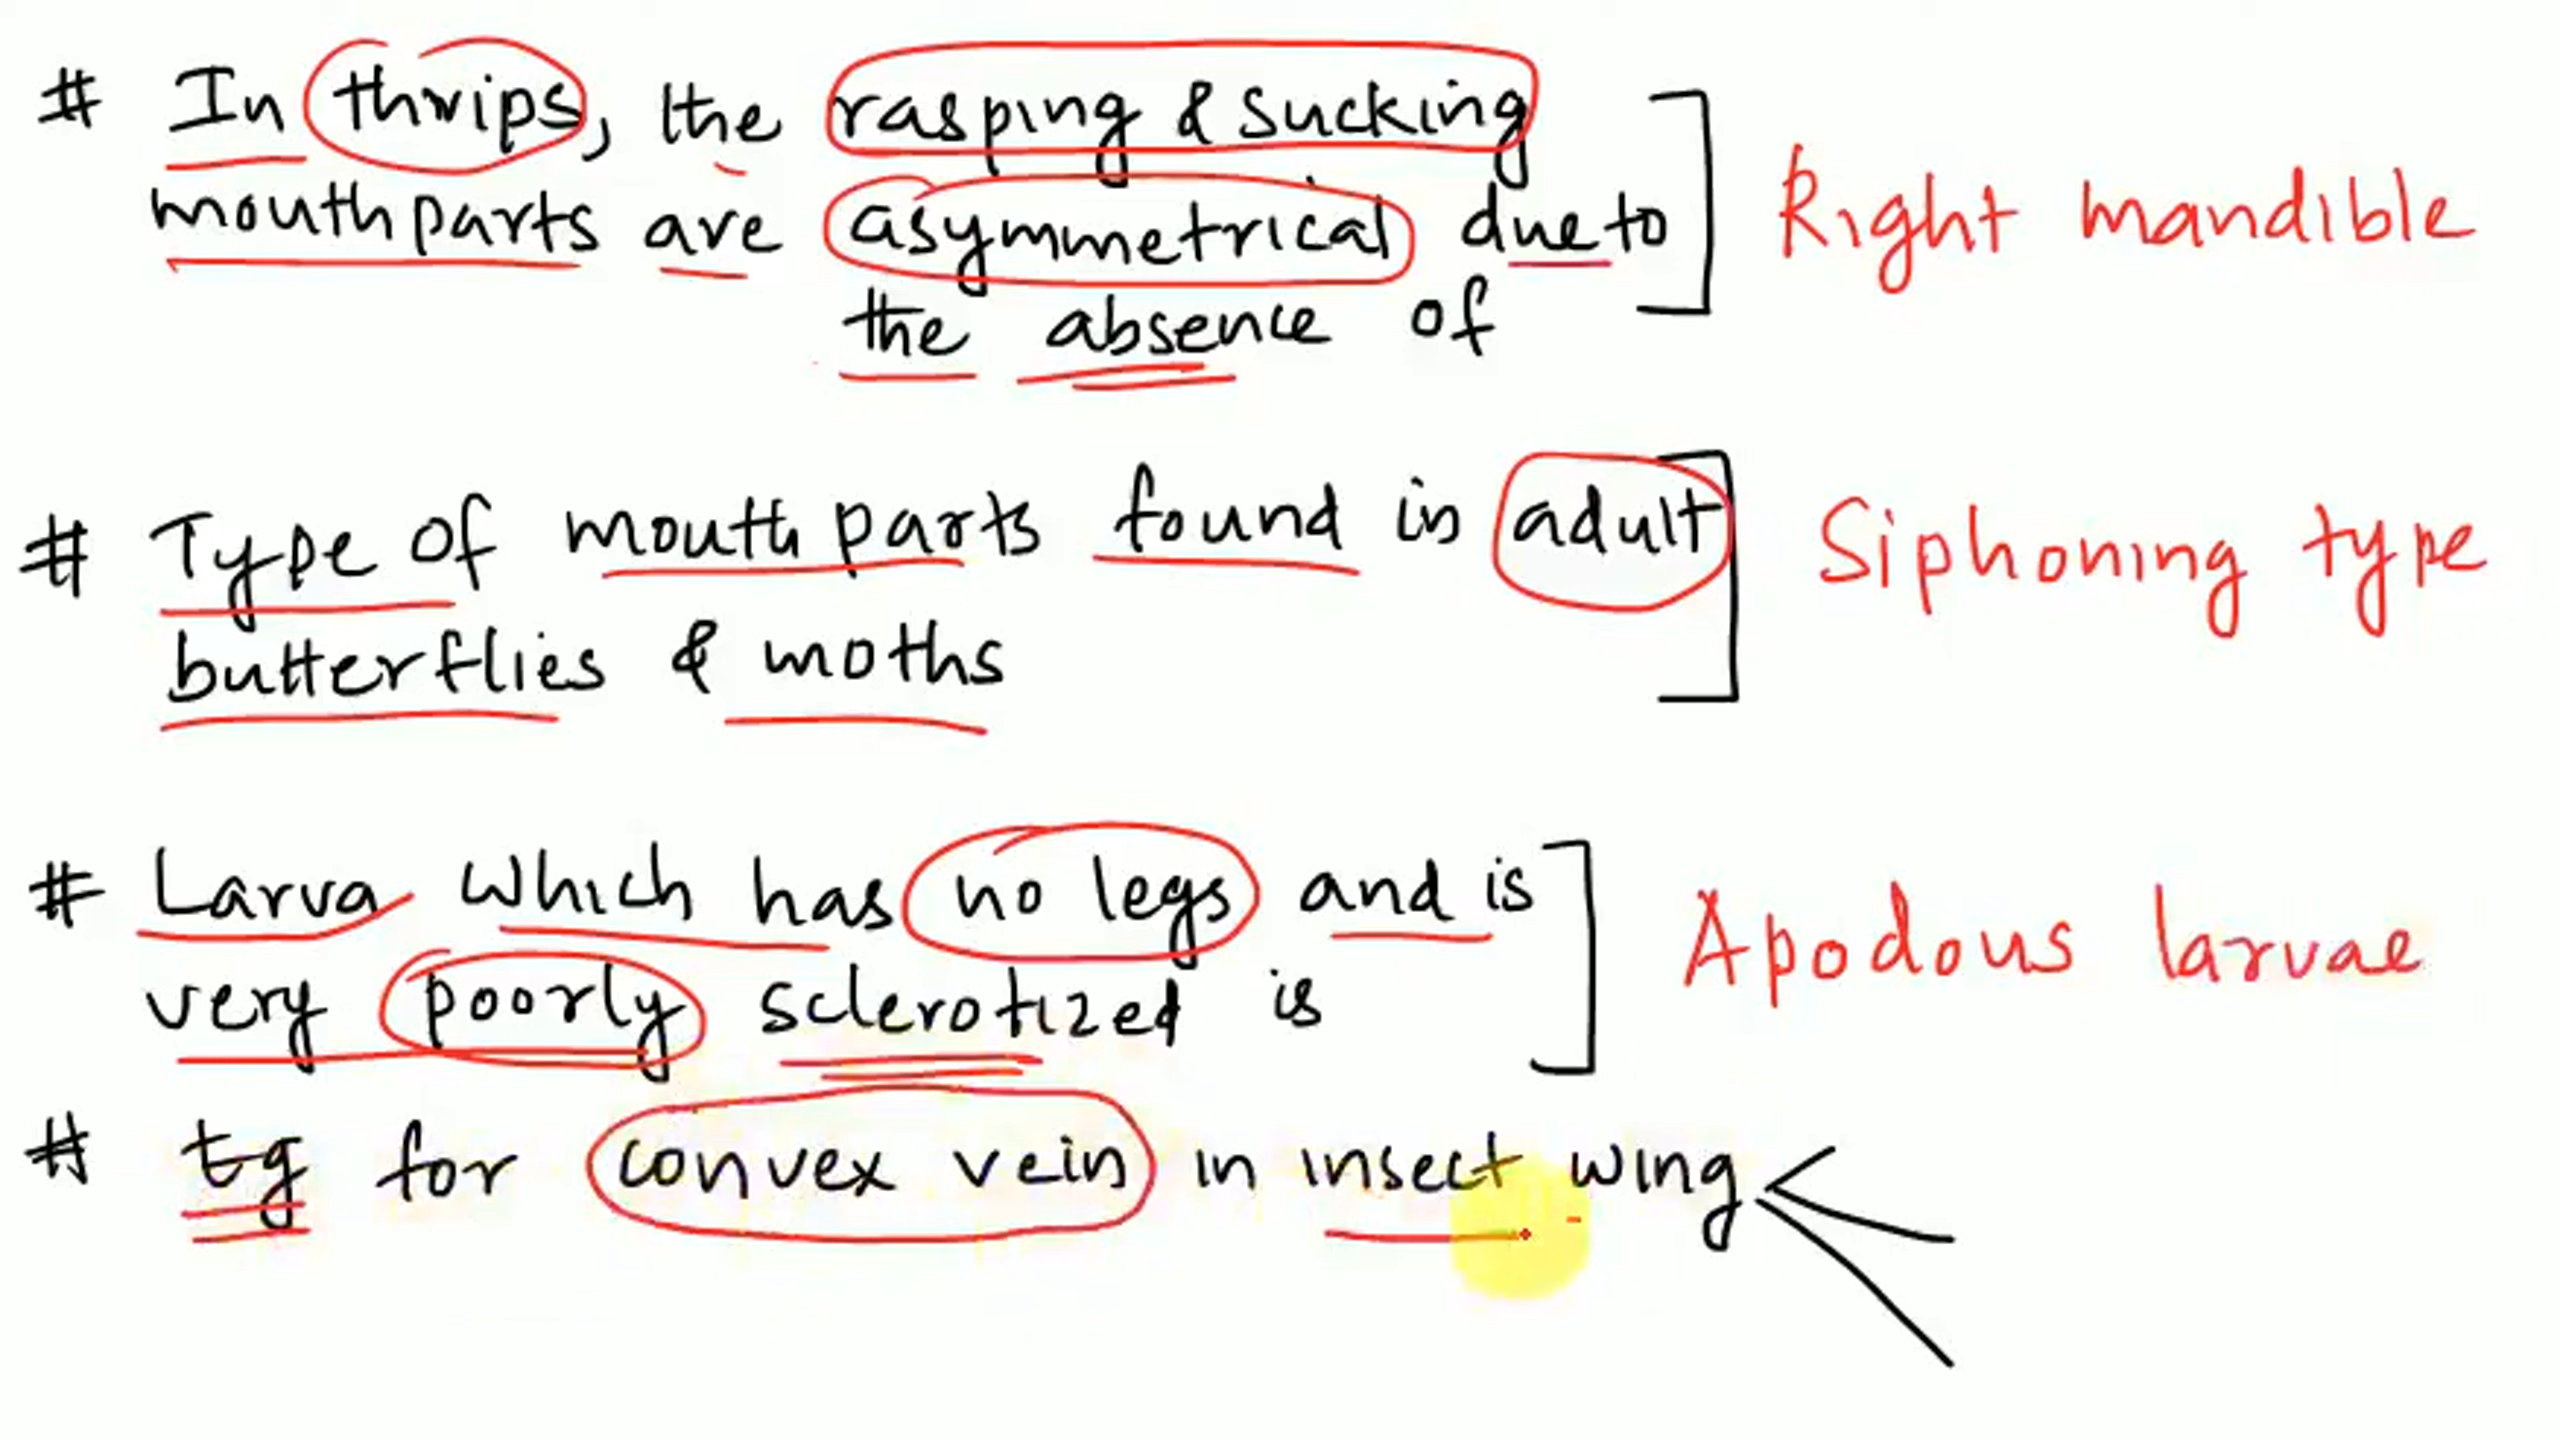 # In thrips, the rasping & sucking
mouthparts are asymmetrical due to
the absence of
Right mandible
# Type of mouth parts found in adult
butterflies & moths
Siphoning type
# Larva which has no legs and is
very poorly sclerotized is
Apodous larvae
# Eg for convex vein in insect wing